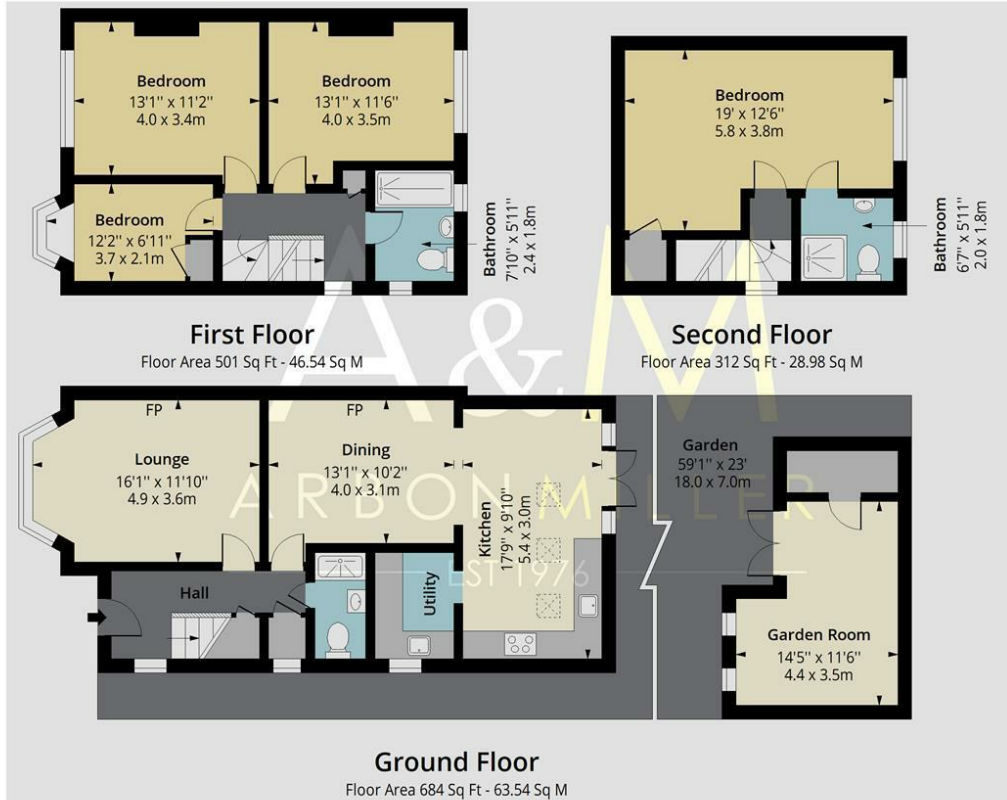 Bedroom
13'1" x 11'2"
4.0 x 3.4m
Bedroom
13'1" x 11'6"
4.0 x 3.5m
Bedroom
12'2" x 6'11"
3.7 x 2.1m
Bathroom
7'10" x 5'11"
2.4 x 1.8m
First Floor
Floor Area 501 Sq Ft - 46.54 Sq M
Bedroom
19' x 12'6"
5.8 x 3.8m
Bathroom
6'7" x 5'11"
2.0 x 1.8m
Second Floor
Floor Area 312 Sq Ft - 28.98 Sq M
A&M
ARBON MILLER
EST 1976
FP
Lounge
16'1" x 11'10"
4.9 x 3.6m
FP
Dining
13'1" x 10'2"
4.0 x 3.1m
Kitchen
17'9" x 9'10"
5.4 x 3.0m
Hall
Utility
Garden
59'1" x 23'
18.0 x 7.0m
Garden Room
14'5" x 11'6"
4.4 x 3.5m
Ground Floor
Floor Area 684 Sq Ft - 63.54 Sq M